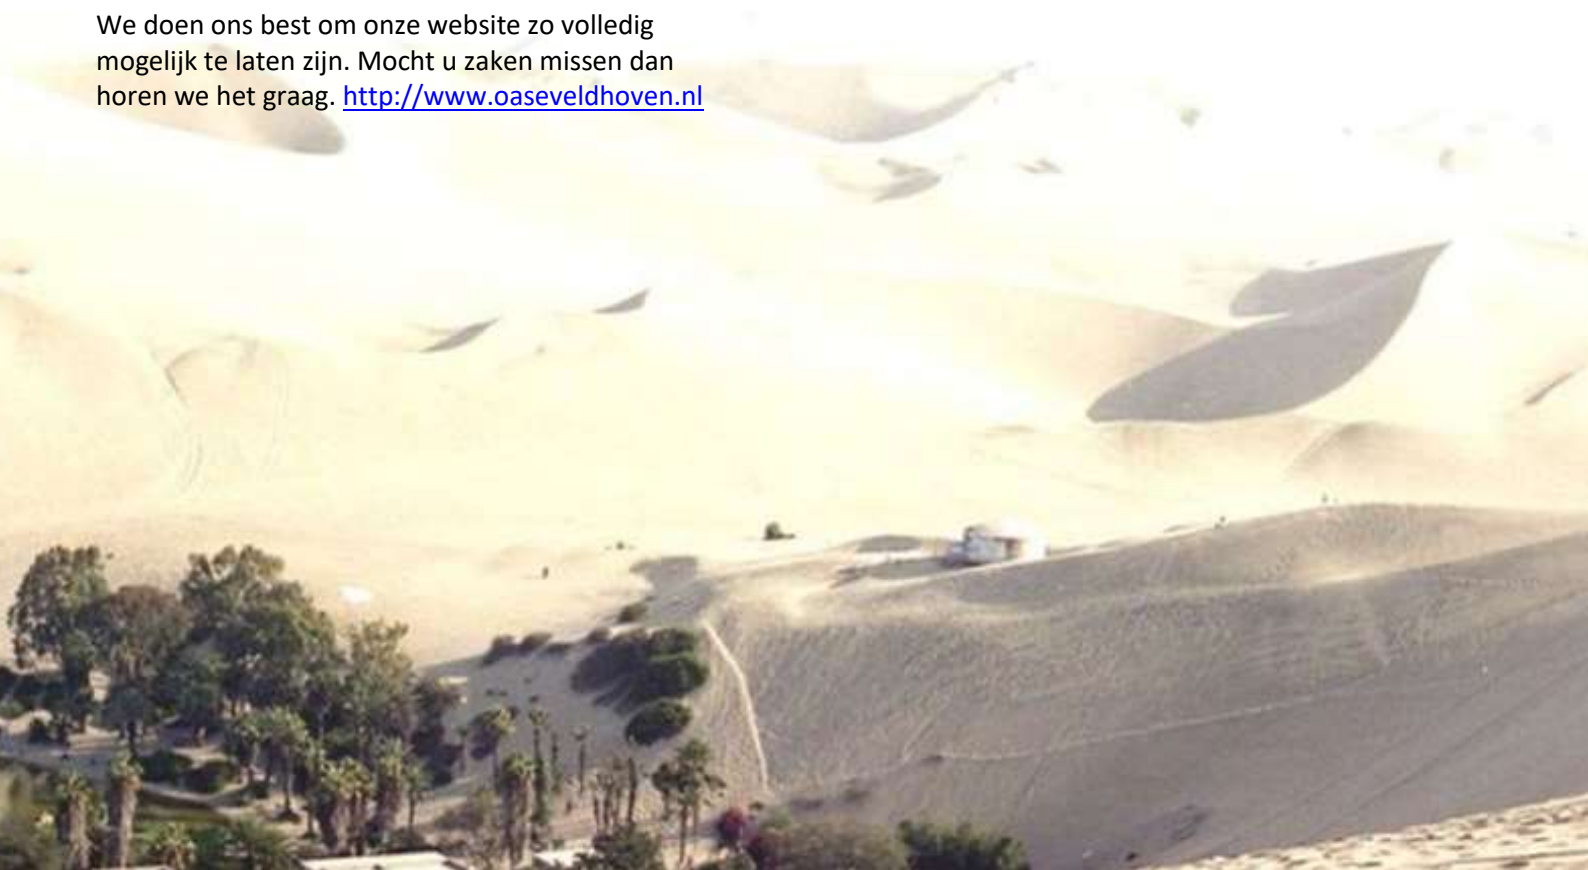 We doen ons best om onze website zo volledig
mogelijk te laten zijn. Mocht u zaken missen dan
horen we het graag. http://www.oaseveldhoven.nl